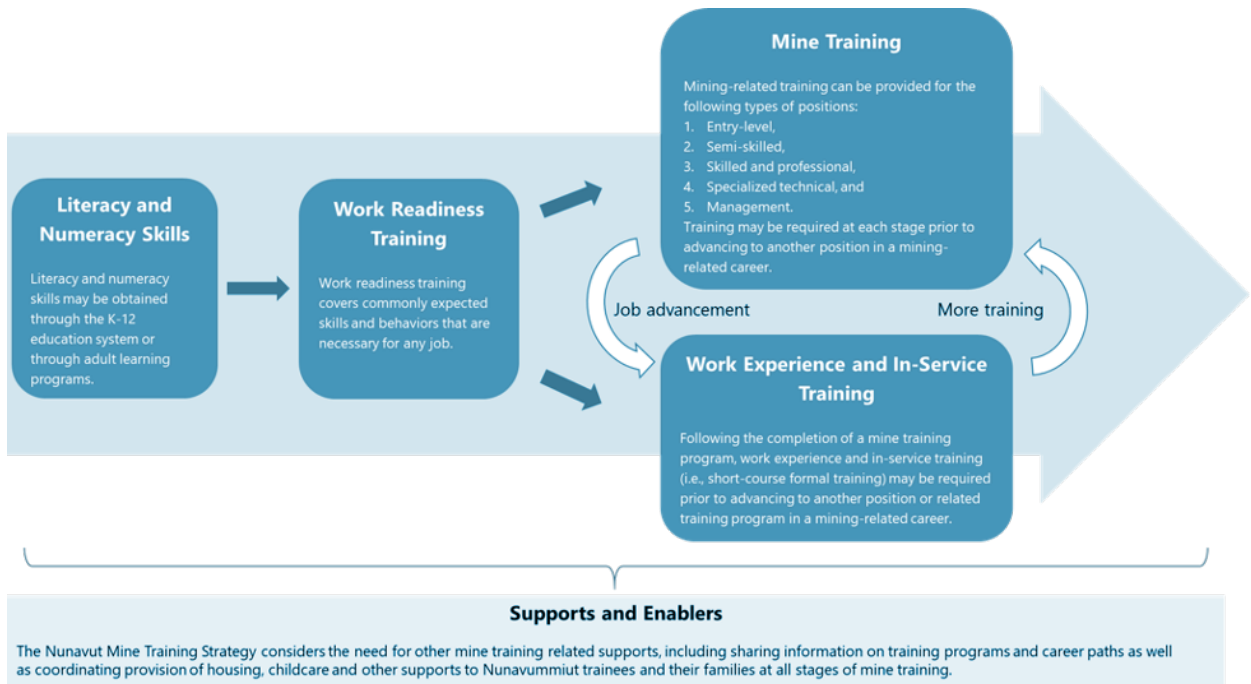 Literacy and
Numeracy Skills
Literacy and numeracy
skills may be obtained
through the K-12
education system or
through adult learning
programs.
Work Readiness
Training
Work readiness training
covers commonly expected
skills and behaviors that are
necessary for any job.
Mine Training
Mining-related training can be provided for the
following types of positions:
1. Entry-level,
2. Semi-skilled,
3. Skilled and professional,
4. Specialized technical, and
5. Management.
Training may be required at each stage prior to
advancing to another position in a mining-
related career.
Job advancement
More training
Work Experience and In-Service
Training
Following the completion of a mine training
program, work experience and in-service training
(i.e., short-course formal training) may be required
prior to advancing to another position or related
training program in a mining-related career.
Supports and Enablers
The Nunavut Mine Training Strategy considers the need for other mine training related supports, including sharing information on training programs and career paths as well
as coordinating provision of housing, childcare and other supports to Nunavummiut trainees and their families at all stages of mine training.